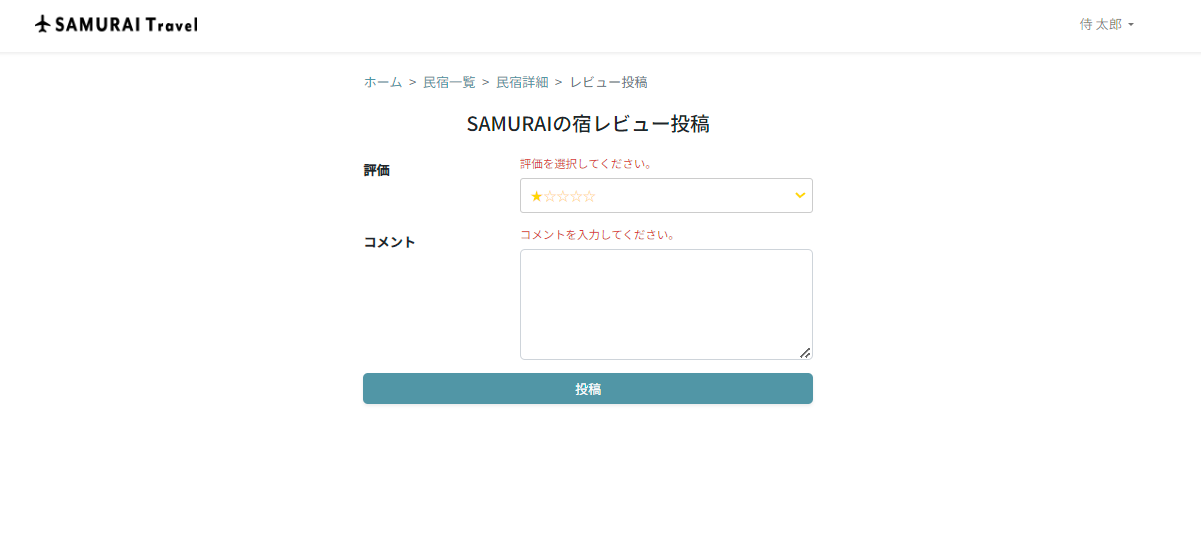 SAMURAI Travel
侍 太郎
ホーム > 民宿一覧 > 民宿詳細 > レビュー投稿
SAMURAIの宿レビュー投稿
評価
評価を選択してください。
★☆☆☆☆
コメント
コメントを入力してください。
投稿